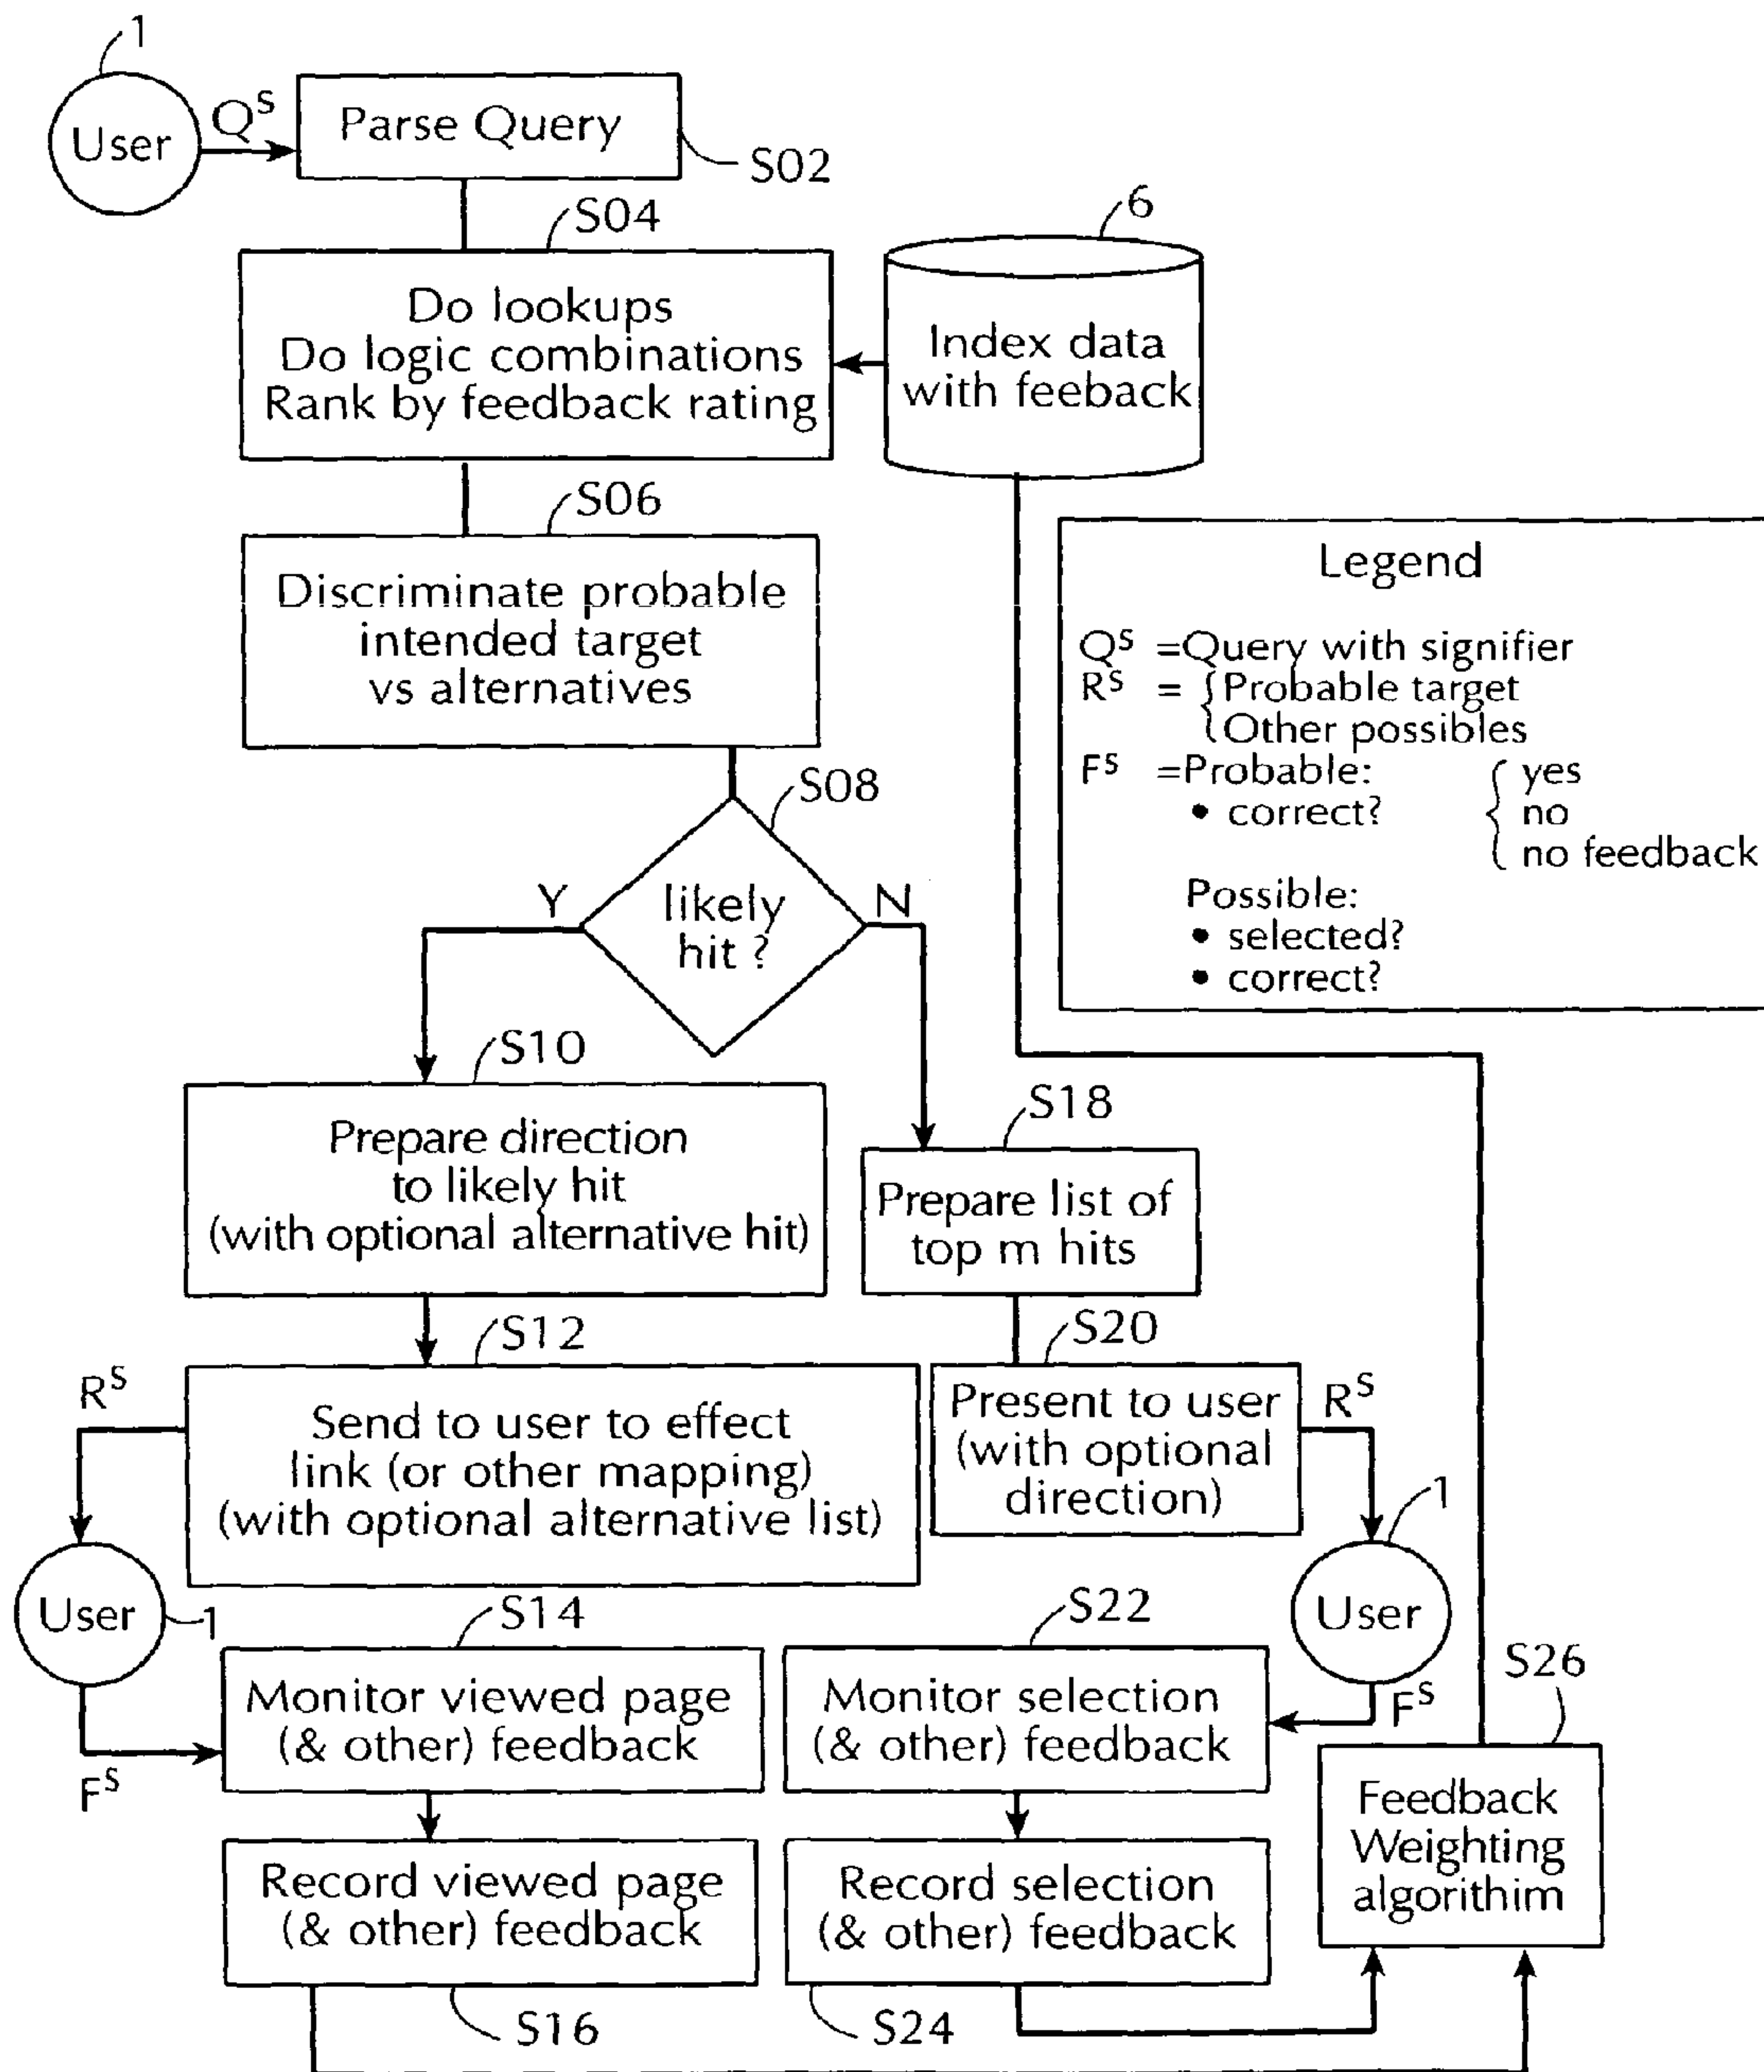 1
User
Q^S
Parse Query
S02
S04
Do lookups
Do logic combinations
Rank by feedback rating
6
Index data
with feeback
S06
Discriminate probable
intended target
vs alternatives
Legend
Q^S =Query with signifier
R^S = {Probable target
Other possibles
F^S =Probable:
• correct? { yes
no
no feedback
Possible:
• selected?
• correct?
S08
likely
hit ?
Y
N
S10
Prepare direction
to likely hit
(with optional alternative hit)
S18
Prepare list of
top m hits
S12
Send to user to effect
link (or other mapping)
(with optional alternative list)
R^S
User
1
F^S
S20
Present to user
(with optional
direction)
R^S
1
User
F^S
S14
Monitor viewed page
(& other) feedback
S22
Monitor selection
(& other) feedback
S16
Record viewed page
(& other) feedback
S24
Record selection
(& other) feedback
S26
Feedback
Weighting
algorithim